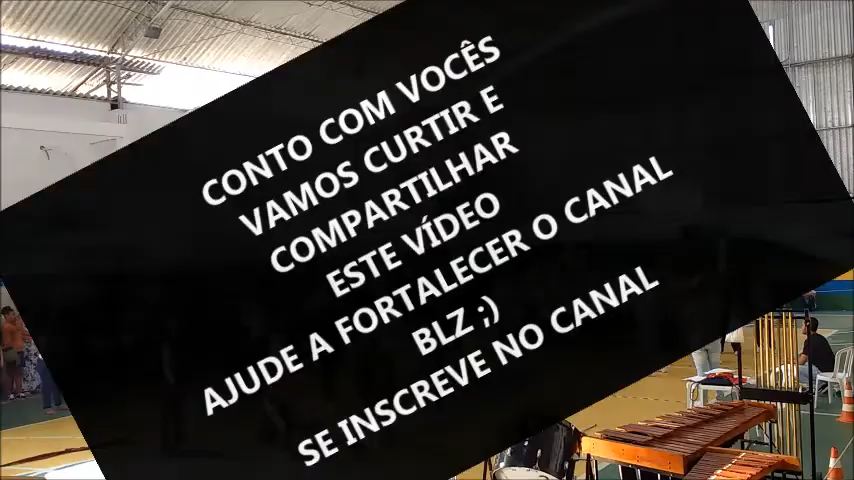 CONTO COM VOCÊS
VAMOS CURTIR E
COMPARTILHAR
ESTE VÍDEO
AJUDE A FORTALECER O CANAL
BLZ ;)
SE INSCREVE NO CANAL